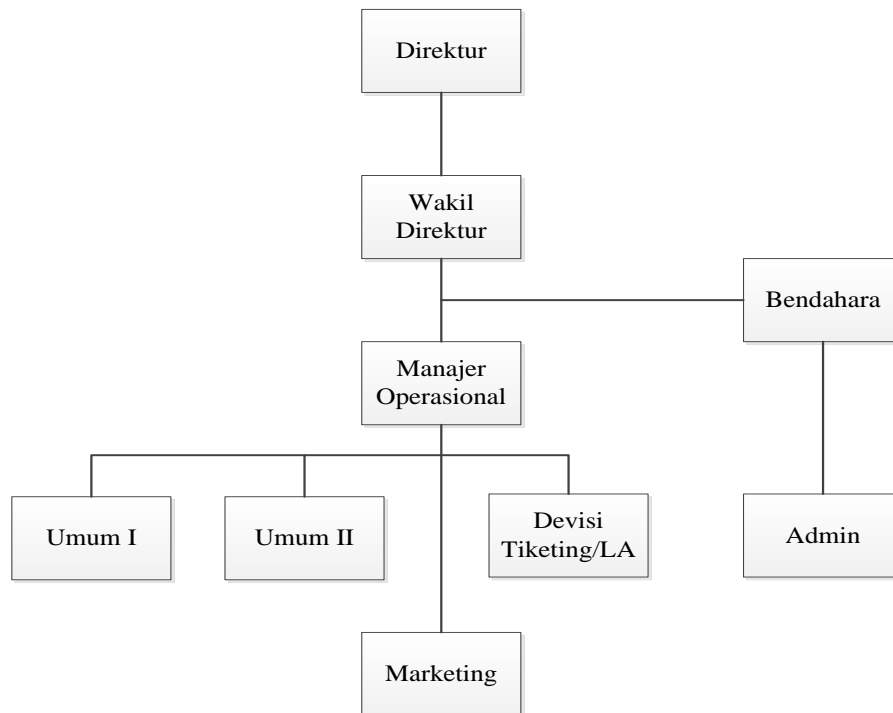 Direktur
Wakil
Direktur
Bendahara
Manajer
Operasional
Umum I
Umum II
Devisi
Tiketing/LA
Admin
Marketing